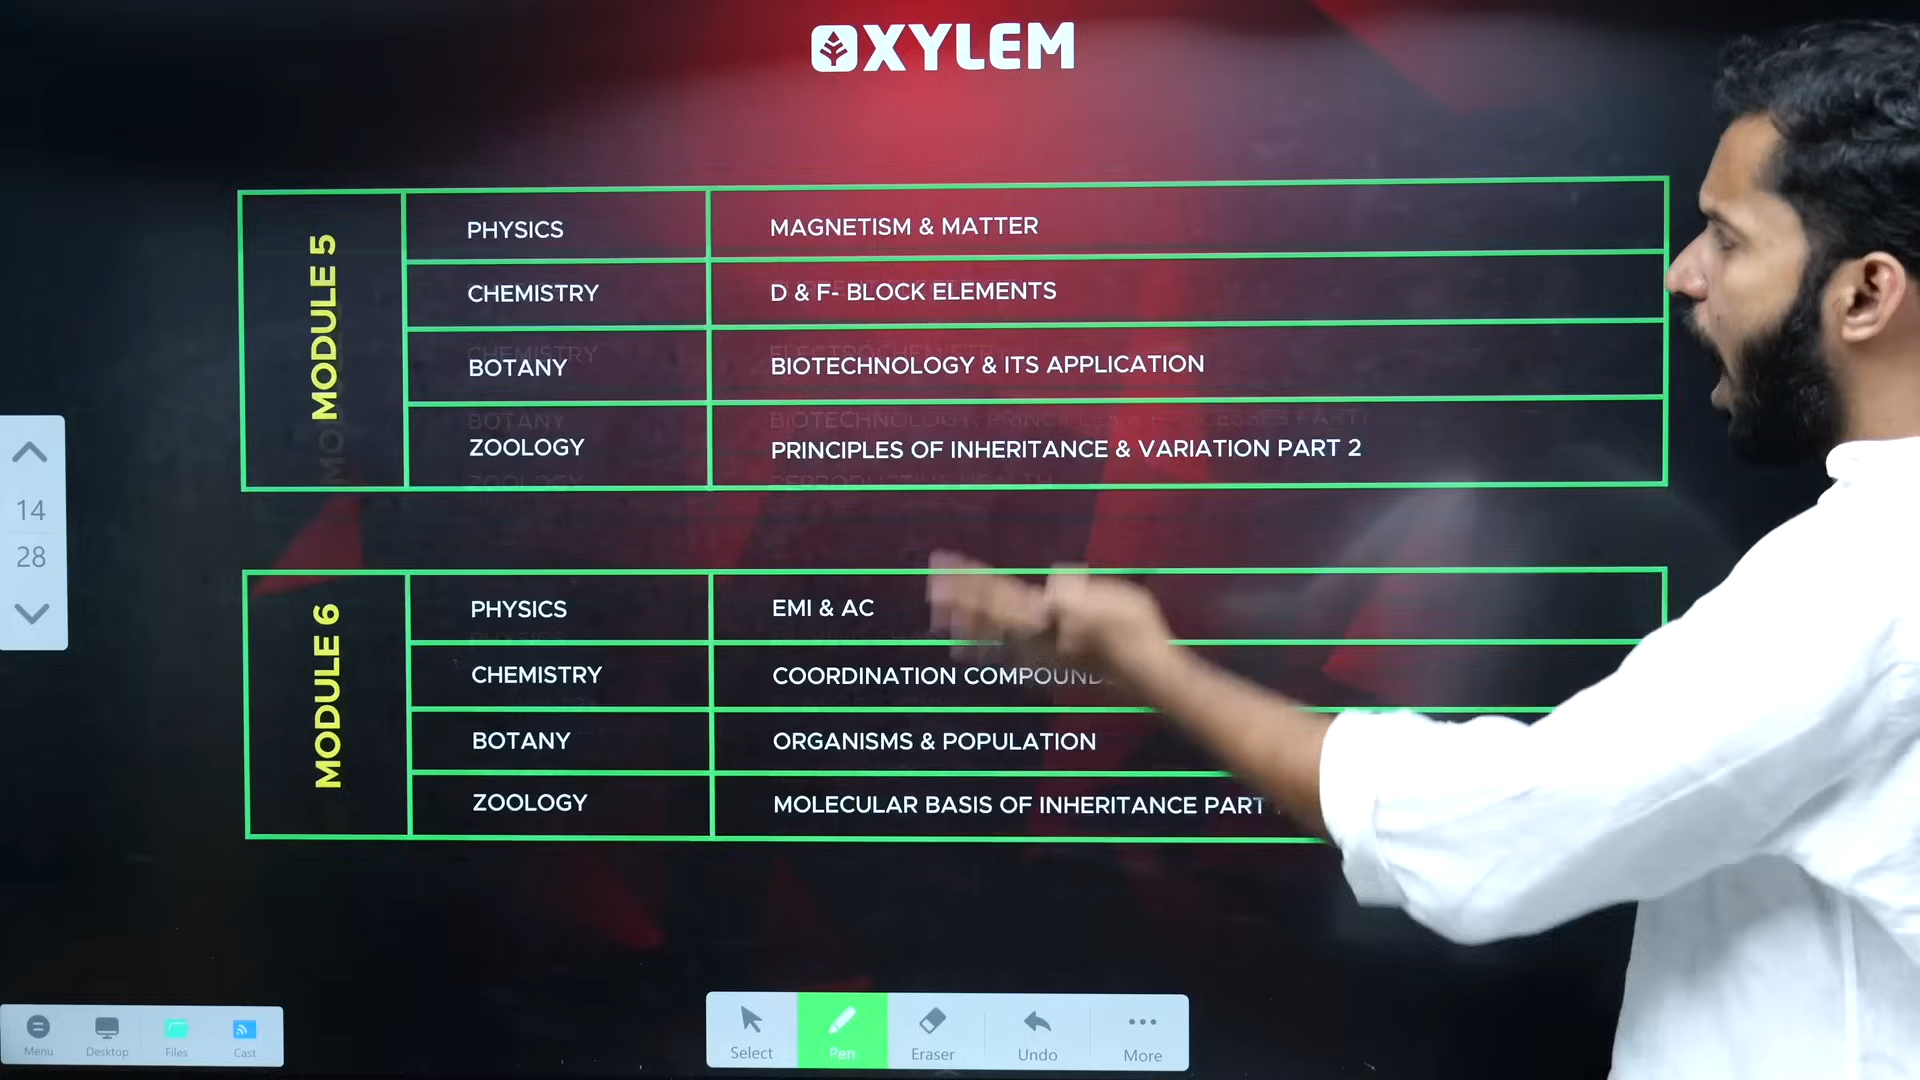 XYLEM
MODULE 5
PHYSICS
MAGNETISM & MATTER
CHEMISTRY
D & F- BLOCK ELEMENTS
BOTANY
BIOTECHNOLOGY & ITS APPLICATION
ZOOLOGY
PRINCIPLES OF INHERITANCE & VARIATION PART 2
MODULE 6
PHYSICS
EMI & AC
CHEMISTRY
COORDINATION COMPOUND
BOTANY
ORGANISMS & POPULATION
ZOOLOGY
MOLECULAR BASIS OF INHERITANCE PART
14
28
Menu
Desktop
Files
Cast
Select
Pen
Eraser
Undo
More